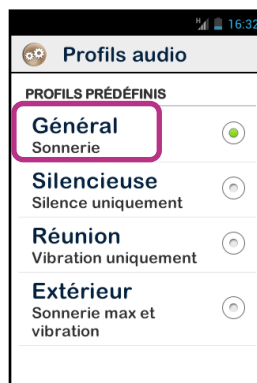 H 16:32
Profils audio
PROFILS PRÉDÉFINIS
Général
Sonnerie
Silencieuse
Silence uniquement
Réunion
Vibration uniquement
Extérieur
Sonnerie max et
vibration